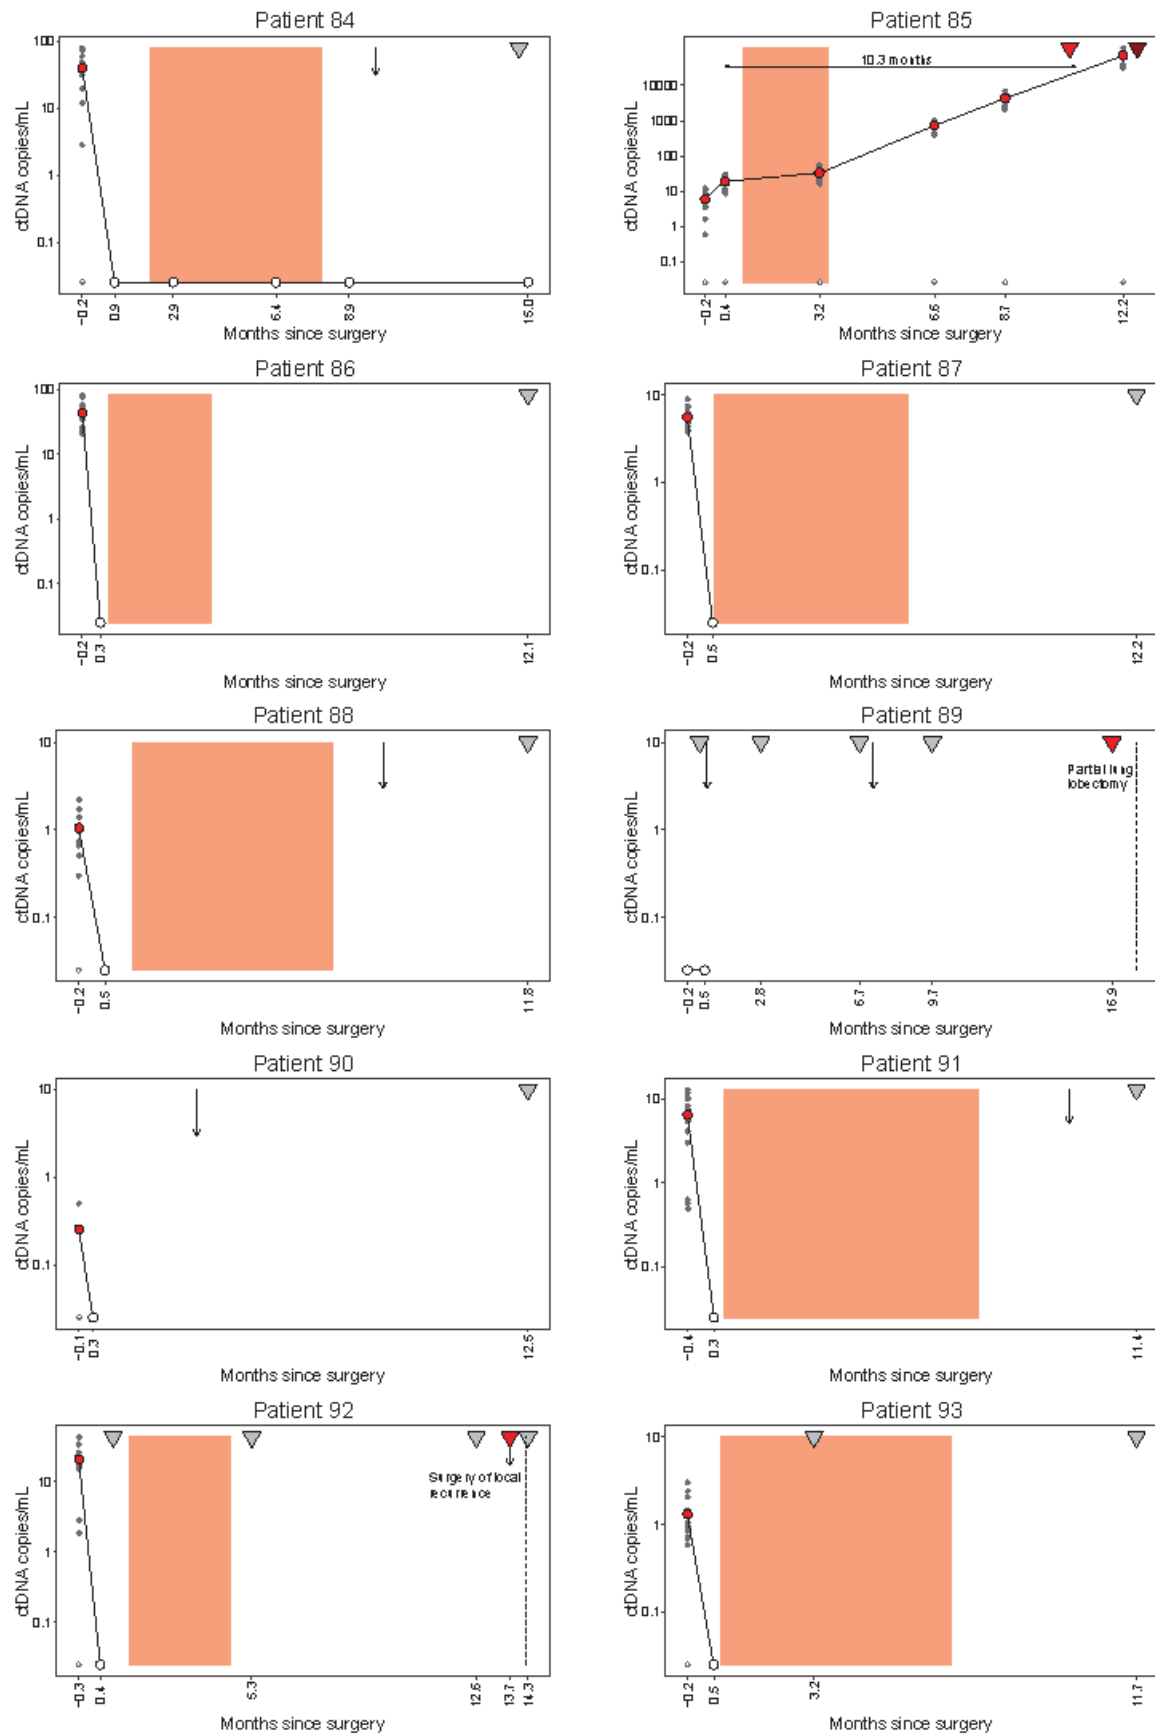 Patient 84
ctDNA copies/mL
100
10
1
0.1
-0.2
0.9
2.9
6.4
8.9
15.0
Months since surgery
Patient 85
ctDNA copies/mL
10.3 months
10000
1000
100
10
1
0.1
-0.2
0.4
3.2
6.6
8.7
12.2
Months since surgery
Patient 86
ctDNA copies/mL
100
10
1
0.1
-0.2
0.3
12.1
Months since surgery
Patient 87
ctDNA copies/mL
10
1
0.1
-0.2
0.5
12.2
Months since surgery
Patient 88
ctDNA copies/mL
10
1
0.1
-0.2
0.5
11.8
Months since surgery
Patient 89
ctDNA copies/mL
10
1
0.1
Partial lung
lobectomy
-0.2
0.5
2.8
6.7
9.7
16.9
Months since surgery
Patient 90
ctDNA copies/mL
10
1
0.1
-0.1
0.3
12.5
Months since surgery
Patient 91
ctDNA copies/mL
10
1
0.1
-0.4
0.3
11.4
Months since surgery
Patient 92
ctDNA copies/mL
10
1
0.1
Surgery of local
recurrence
-0.3
0.4
5.3
12.6
13.7
14.3
Months since surgery
Patient 93
ctDNA copies/mL
10
1
0.1
-0.2
0.5
3.2
11.7
Months since surgery